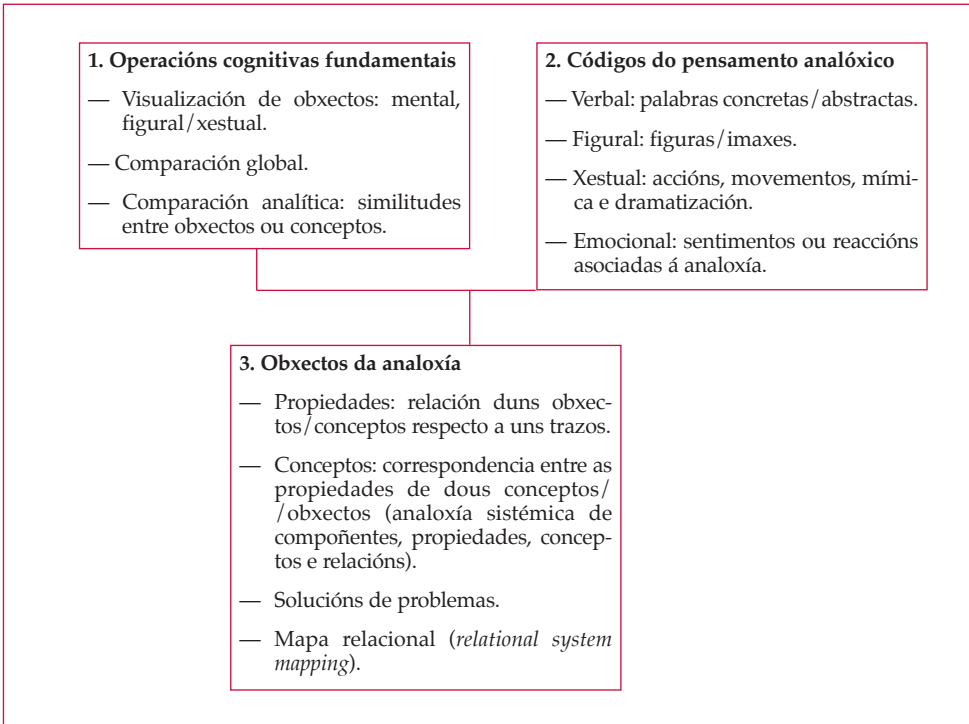 1. Operacións cognitivas fundamentais
— Visualización de obxectos: mental,
figural/xestual.
— Comparación global.
— Comparación analítica: similitudes
entre obxectos ou conceptos.
2. Códigos do pensamento analóxico
— Verbal: palabras concretas/abstractas.
— Figural: figuras/imaxes.
— Xestual: accións, movementos, mími-
ca e dramatización.
— Emocional: sentimentos ou reaccións
asociadas á analoxía.
3. Obxectos da analoxía
— Propiedades: relación duns obxec-
tos/conceptos respecto a uns trazos.
— Conceptos: correspondencia entre as
propiedades de dous conceptos/
/obxectos (analoxía sistémica de
compoñentes, propiedades, concep-
tos e relacións).
— Solucións de problemas.
— Mapa relacional (relational system
mapping).